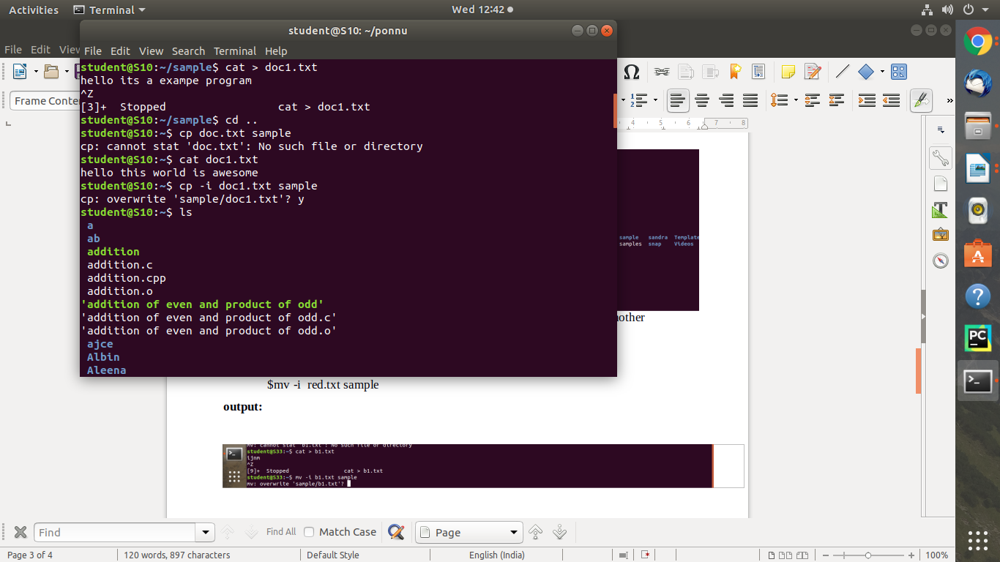 Activities Terminal Wed 12:42
student@S10: ~/ponnu
File Edit View
File Edit View Search Terminal Help
student@S10:~/sample$ cat > doc1.txt
hello its a exampe program
^Z
[3]+ Stopped cat > doc1.txt
student@S10:~/sample$ cd ..
student@S10:~$ cp doc.txt sample
cp: cannot stat 'doc.txt': No such file or directory
student@S10:~$ cat doc1.txt
hello this world is awesome
student@S10:~$ cp -i doc1.txt sample
cp: overwrite 'sample/doc1.txt'? y
student@S10:~$ ls
a
ab
addition
addition.c
addition.cpp
addition.o
'addition of even and product of odd'
'addition of even and product of odd.c'
'addition of even and product of odd.o'
ajce
Albin
Aleena
Frame Conte
4 5 6 7 8
sample sandra Template
samples snap Videos
nother
$mv -i red.txt sample
output:
mv: cannot stat 'b1.txt': No such file or directory
student@S33:~$ cat > b1.txt
ijnm
^Z
[9]+ Stopped cat > b1.txt
student@S33:~$ mv -i b1.txt sample
mv: overwrite 'sample/b1.txt'?
Find Find All Match Case Page
Page 3 of 4 120 words, 897 characters Default Style English (India) 100%